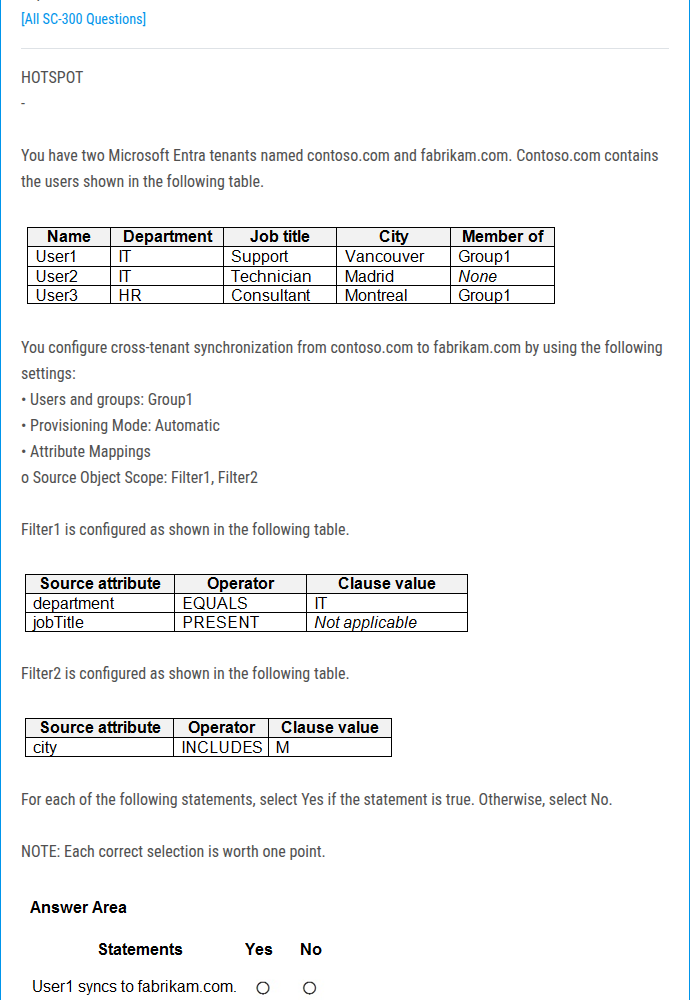 [All SC-300 Questions]
HOTSPOT
-
You have two Microsoft Entra tenants named contoso.com and fabrikam.com. Contoso.com contains
the users shown in the following table.
Name Department Job title City Member of
User1 IT Support Vancouver Group1
User2 IT Technician Madrid None
User3 HR Consultant Montreal Group1
You configure cross-tenant synchronization from contoso.com to fabrikam.com by using the following
settings:
• Users and groups: Group1
• Provisioning Mode: Automatic
• Attribute Mappings
o Source Object Scope: Filter1, Filter2
Filter1 is configured as shown in the following table.
Source attribute Operator Clause value
department EQUALS IT
jobTitle PRESENT Not applicable
Filter2 is configured as shown in the following table.
Source attribute Operator Clause value
city INCLUDES M
For each of the following statements, select Yes if the statement is true. Otherwise, select No.
NOTE: Each correct selection is worth one point.
Answer Area
Statements Yes No
User1 syncs to fabrikam.com.